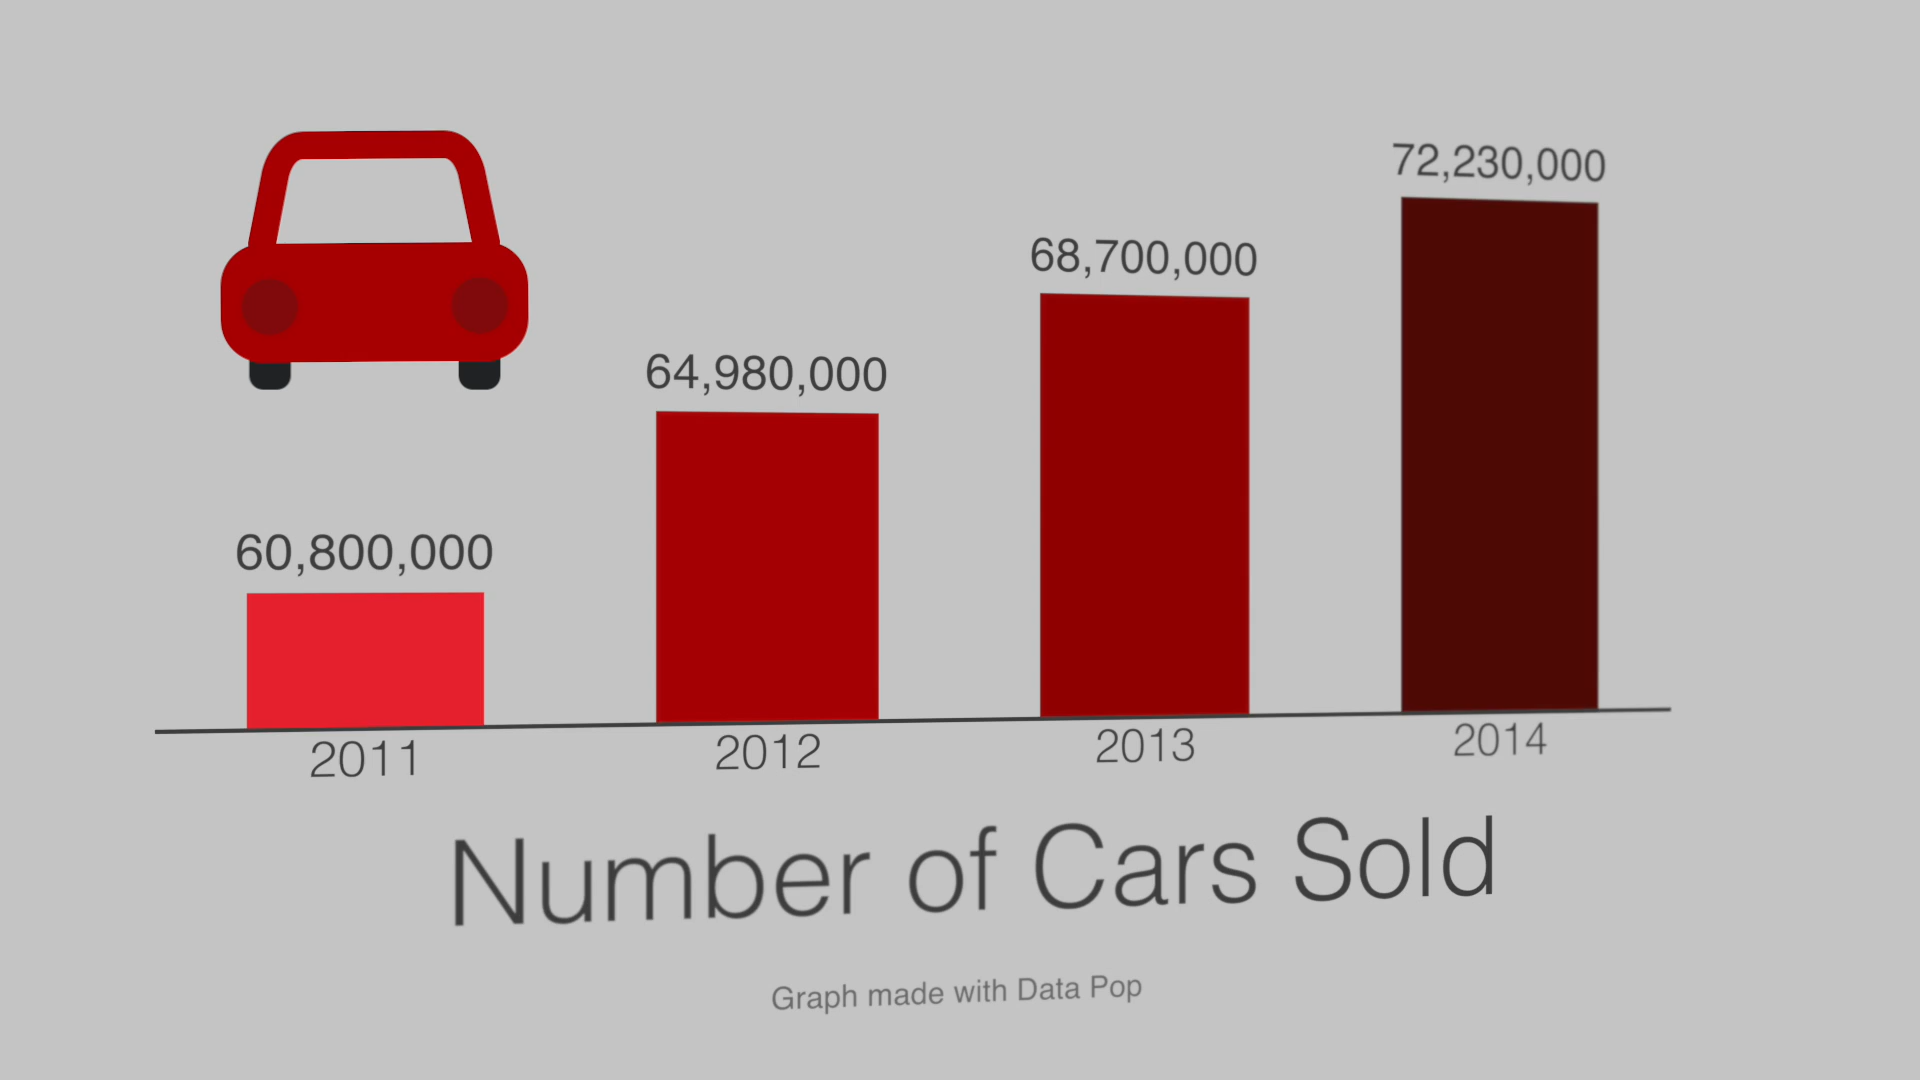 72,230,000
68,700,000
64,980,000
60,800,000
2011 2012 2013 2014
Number of Cars Sold
Graph made with Data Pop